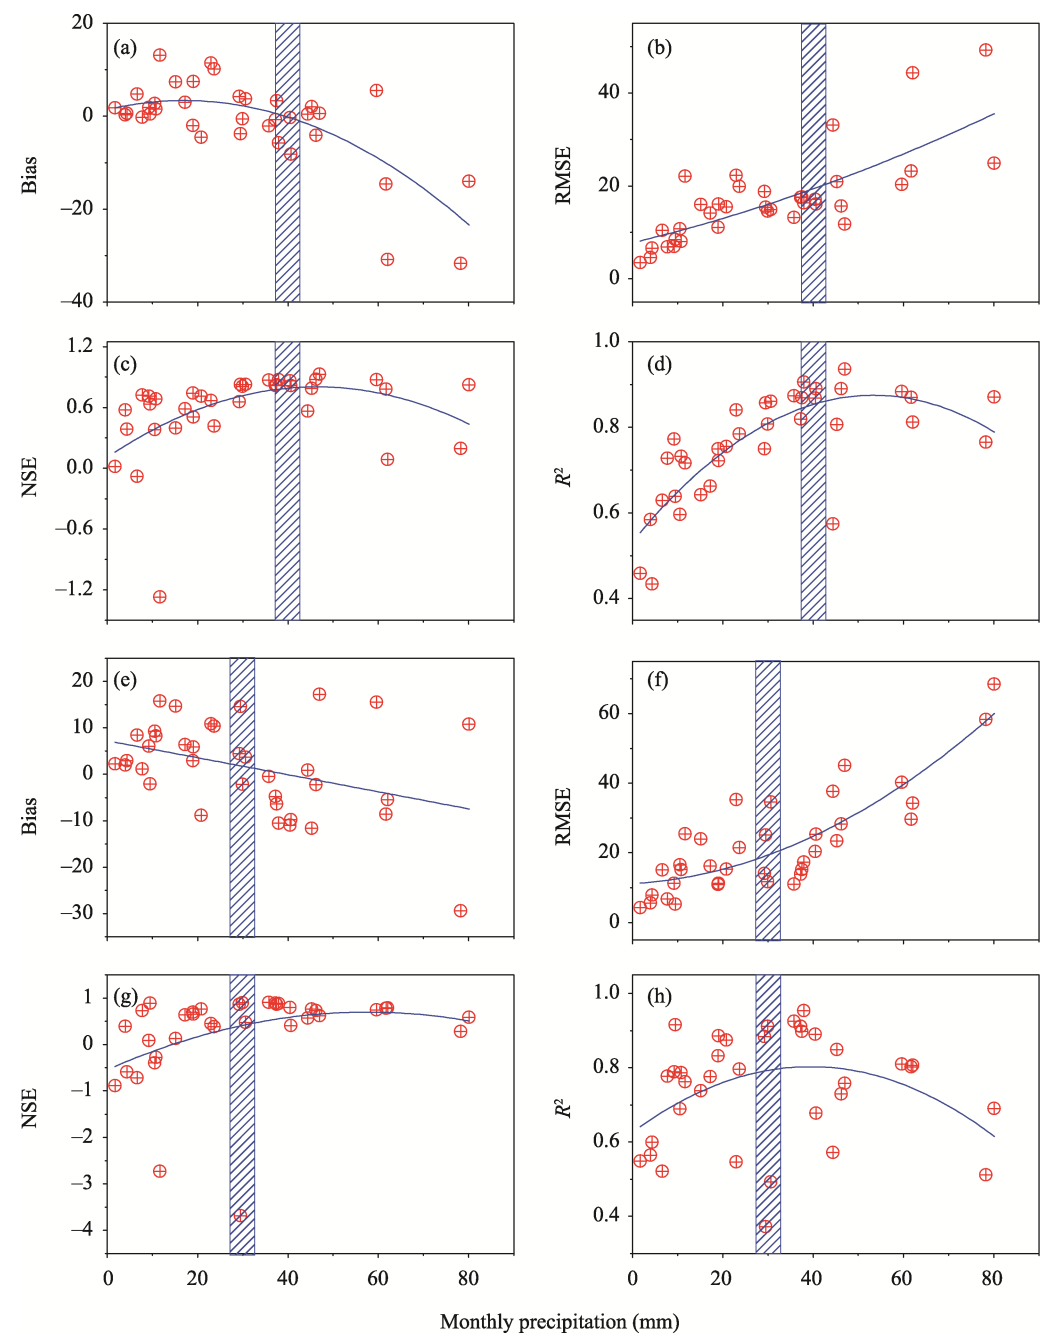 (a)
Bias
20
0
–20
–40
(b)
RMSE
40
20
0
(c)
NSE
1.2
0.6
0.0
–0.6
–1.2
(d)
R²
1.0
0.8
0.6
0.4
(e)
Bias
20
10
0
–10
–20
–30
(f)
RMSE
60
40
20
0
(g)
NSE
1
0
–1
–2
–3
–4
0 20 40 60 80
(h)
R²
1.0
0.8
0.6
0.4
0 20 40 60 80
Monthly precipitation (mm)